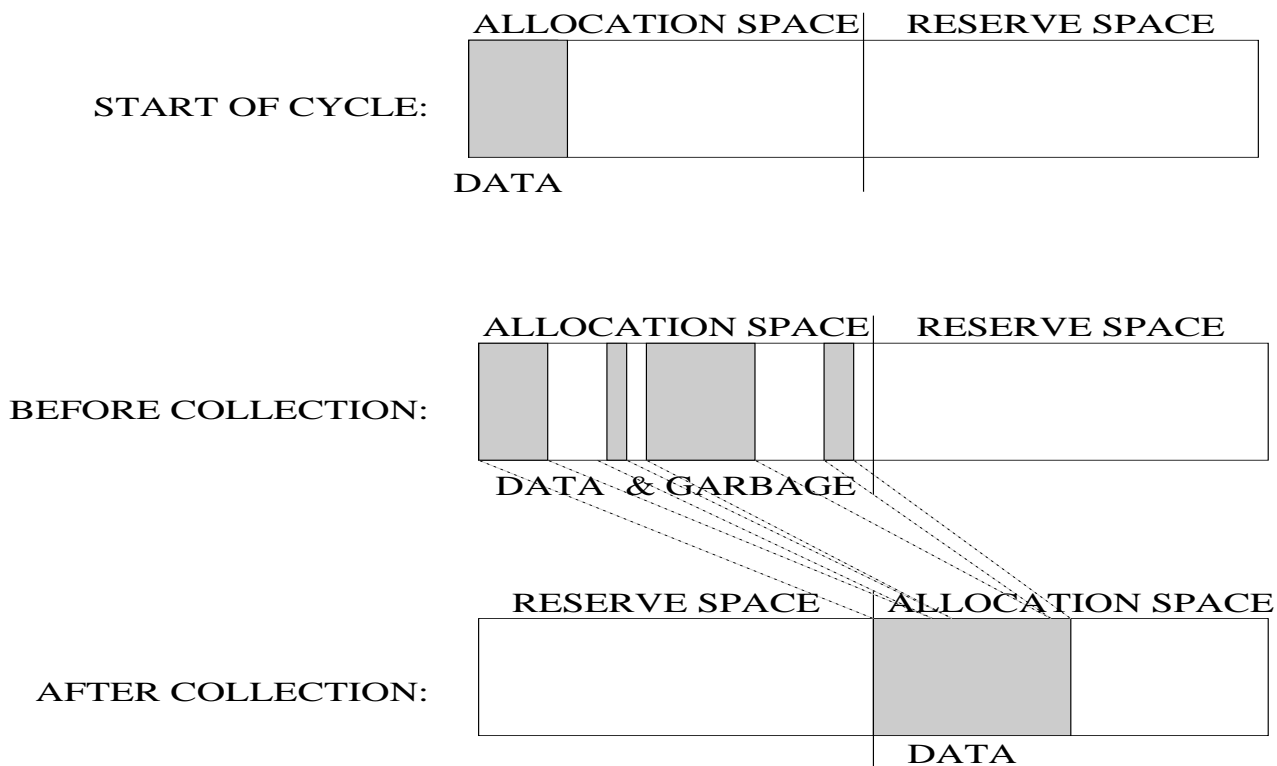 ALLOCATION SPACE RESERVE SPACE
START OF CYCLE:
DATA
ALLOCATION SPACE RESERVE SPACE
BEFORE COLLECTION:
DATA & GARBAGE
RESERVE SPACE ALLOCATION SPACE
AFTER COLLECTION:
DATA